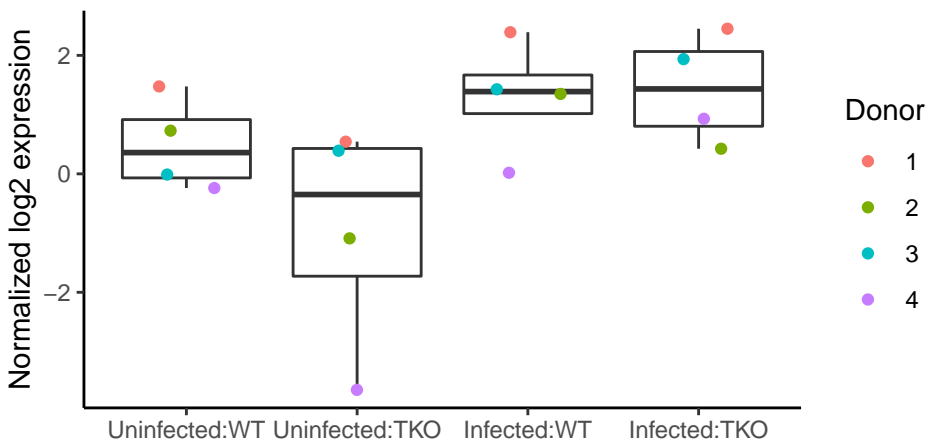 Normalized log2 expression
2
0
−2
Uninfected:WT Uninfected:TKO Infected:WT Infected:TKO
Donor
1
2
3
4